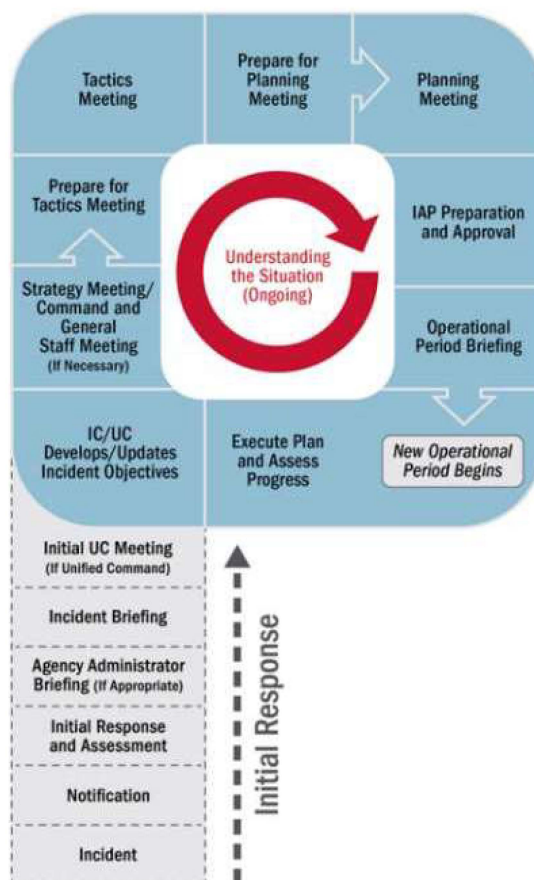 Tactics
Meeting
Prepare for
Planning
Meeting
Planning
Meeting
Prepare for
Tactics Meeting
IAP Preparation
and Approval
Understanding
the Situation
(Ongoing)
Strategy Meeting/
Command and
General
Staff Meeting
(If Necessary)
Operational
Period Briefing
IC/UC
Develops/Updates
Incident Objectives
Execute Plan
and Assess
Progress
New Operational
Period Begins
Initial UC Meeting
(If Unified Command)
Incident Briefing
Agency Administrator
Briefing (If Appropriate)
Initial Response
and Assessment
Notification
Incident
Initial Response